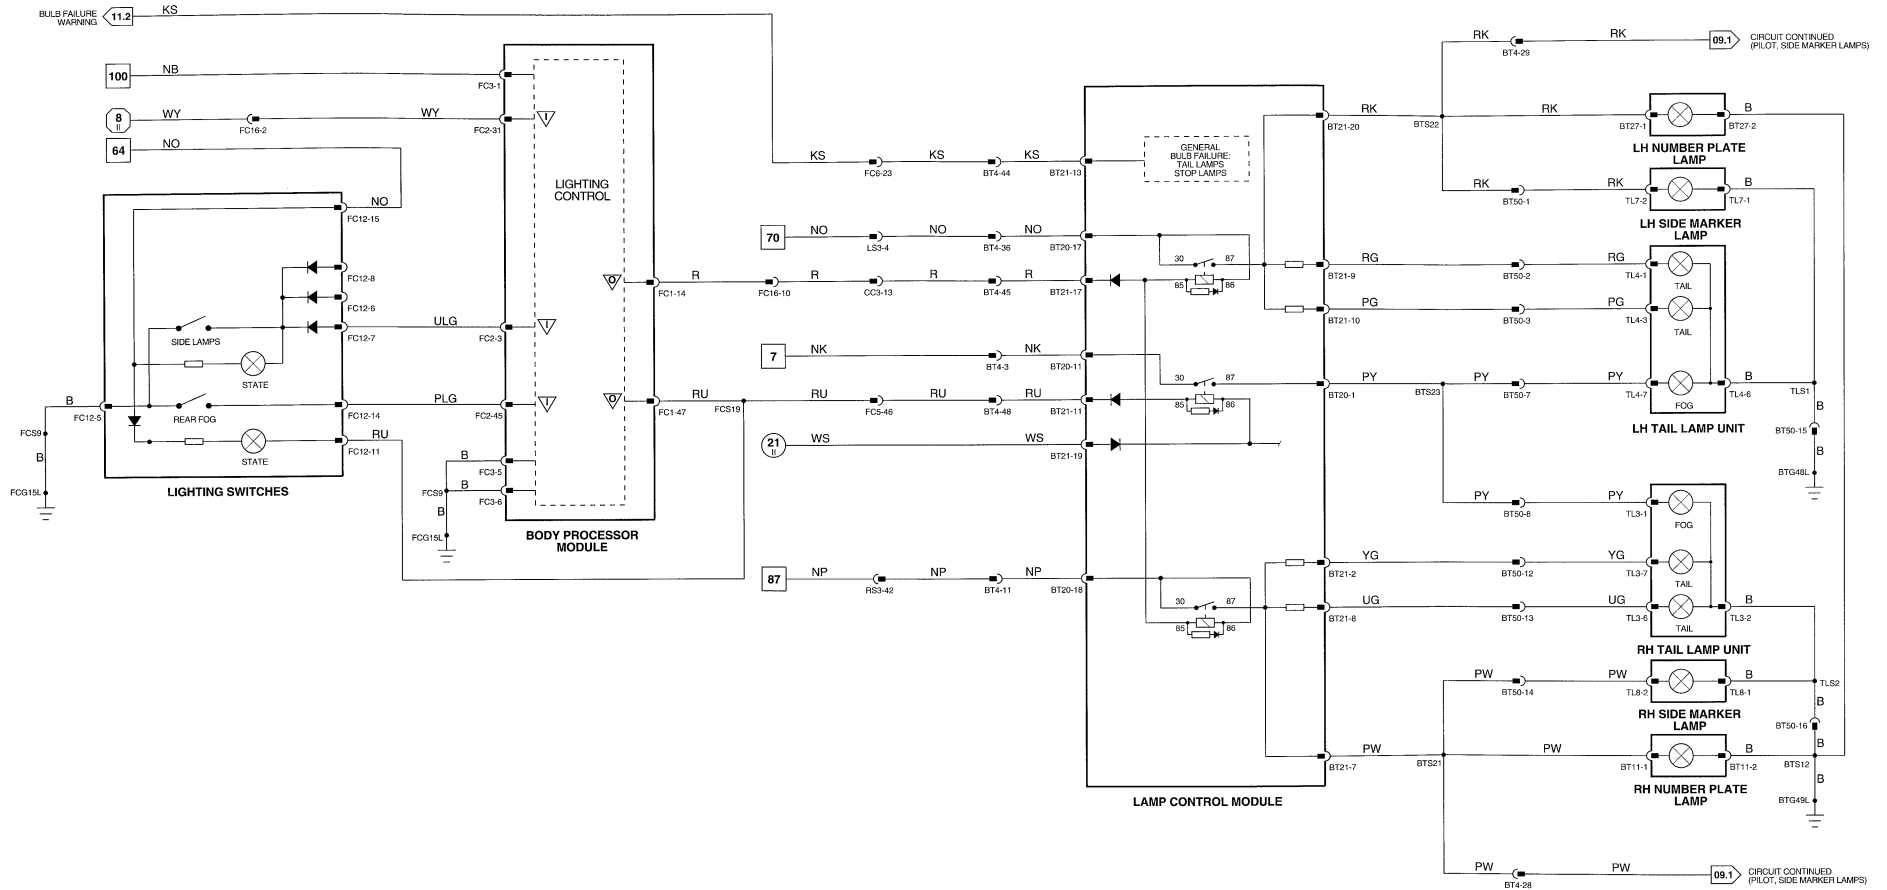 BULB FAILURE
WARNING
11.2
KS
100
NB
FC3-1
8
II
WY
FC16-2
WY
FC2-31
64
NO
NO
FC12-15
FC12-8
FC12-6
FC12-7
ULG
FC2-3
SIDE LAMPS
STATE
B
FC12-5
REAR FOG
FC12-14
PLG
FC2-45
STATE
FC12-11
RU
FCS9
B
FCG15L
LIGHTING SWITCHES
LIGHTING
CONTROL
I
I
I
O
O
B
FC3-5
FCS9
B
FC3-6
B
FCG15L
BODY PROCESSOR
MODULE
FC1-14
R
FC16-10
R
CC3-13
R
BT4-45
R
BT21-17
FC1-47
RU
FCS19
RU
FC5-46
RU
BT4-48
RU
BT21-11
KS
FC6-23
KS
BT4-44
KS
BT21-13
70
NO
LS3-4
NO
BT4-36
NO
BT20-17
7
NK
BT4-3
NK
BT20-11
21
II
WS
WS
BT21-19
87
NP
RS3-42
NP
BT4-11
NP
BT20-18
GENERAL
BULB FAILURE:
TAIL LAMPS
STOP LAMPS
30
87
85
86
30
87
85
86
30
87
85
86
LAMP CONTROL MODULE
BT21-20
RK
BTS22
RK
BT4-29
RK
09.1
CIRCUIT CONTINUED
(PILOT, SIDE MARKER LAMPS)
RK
BT27-1
B
BT27-2
LH NUMBER PLATE
LAMP
RK
BT50-1
RK
TL7-2
B
TL7-1
LH SIDE MARKER
LAMP
BT21-9
RG
BT50-2
RG
TL4-1
TAIL
BT21-10
PG
BT50-3
PG
TL4-3
TAIL
BT20-1
PY
BTS23
PY
BT50-7
PY
TL4-7
FOG
B
TL4-6
TLS1
B
BT50-15
B
BTG48L
LH TAIL LAMP UNIT
PY
BT50-8
PY
TL3-1
FOG
BT21-2
YG
BT50-12
YG
TL3-7
TAIL
BT21-8
UG
BT50-13
UG
TL3-6
TAIL
B
TL3-2
RH TAIL LAMP UNIT
PW
BT50-14
PW
TL8-2
B
TL8-1
TLS2
B
BT50-16
RH SIDE MARKER
LAMP
BT21-7
PW
BTS21
PW
BT11-1
B
BT11-2
B
BTS12
B
BTG49L
RH NUMBER PLATE
LAMP
PW
BT4-28
PW
09.1
CIRCUIT CONTINUED
(PILOT, SIDE MARKER LAMPS)